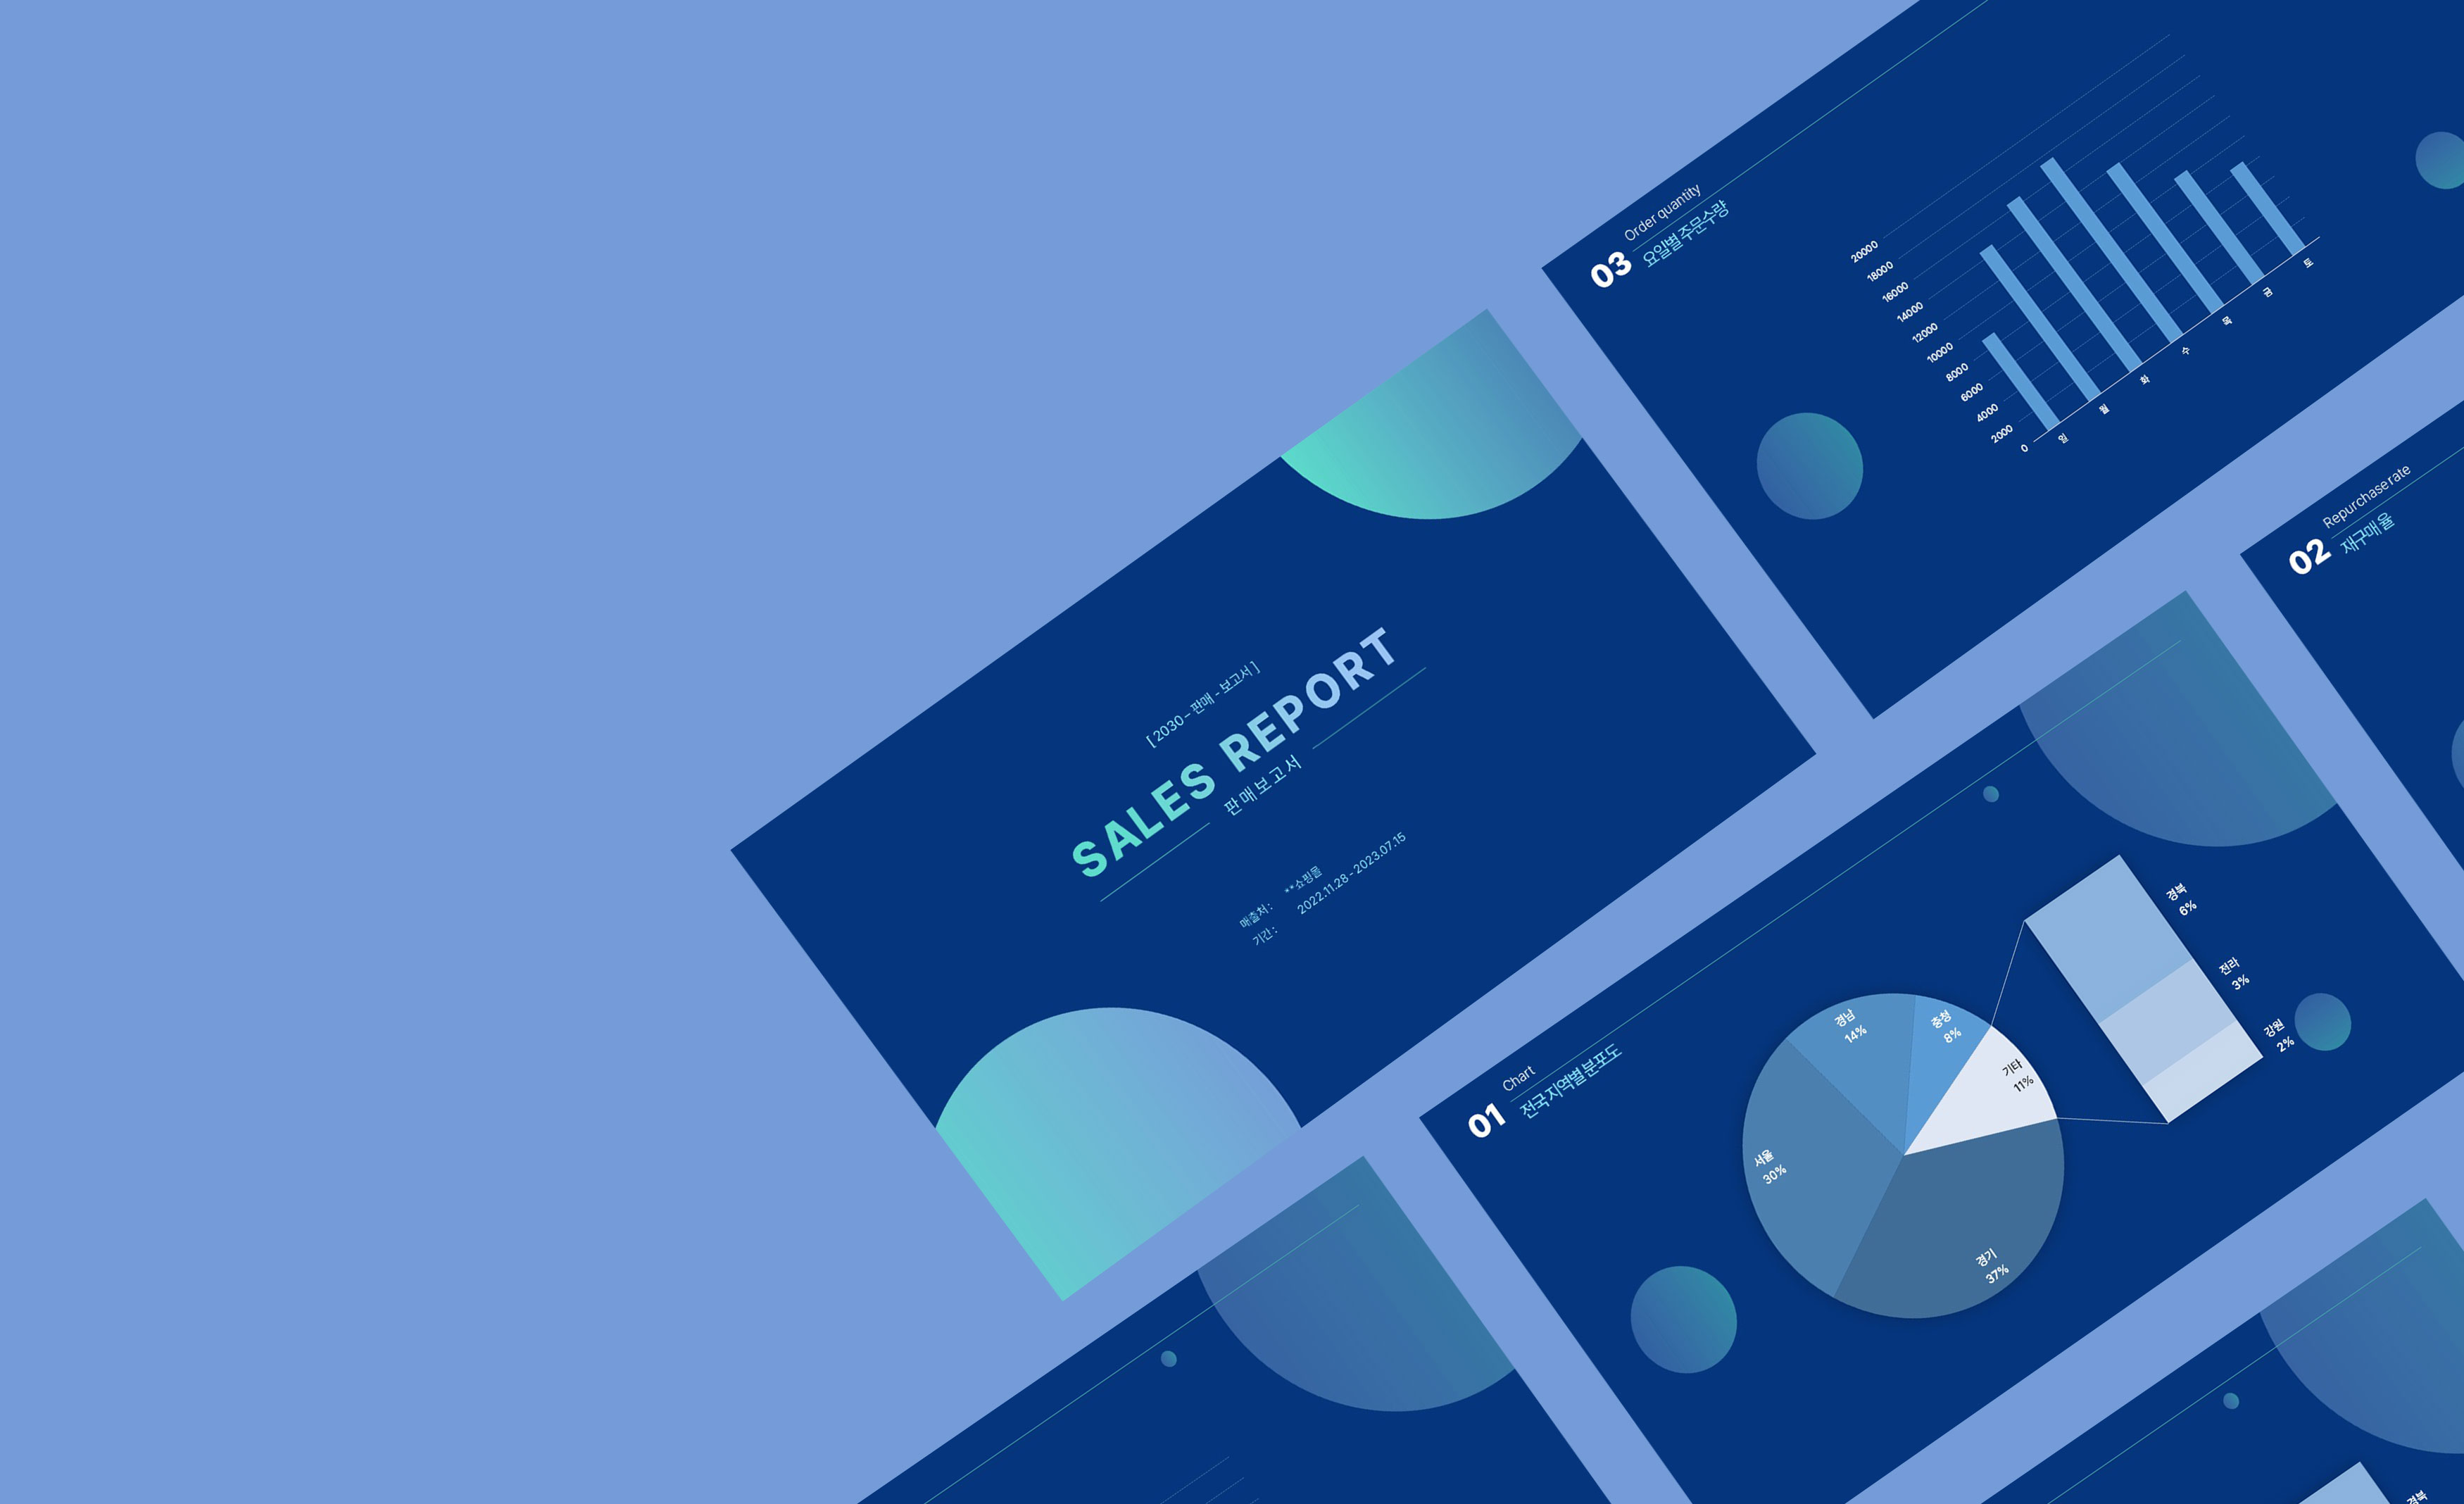 [ 2030 - 판매 - 보고서 ]
SALES REPORT
판매보고서
매출처 : **쇼핑몰
기간 : 2022.11.28 - 2023.07.15
03
Order quantity
요일별 주문수량
20000
18000
16000
14000
12000
10000
8000
6000
4000
2000
0
일
월
화
수
목
금
토
02
Repurchase rate
재구매율
01
Chart
전국 지역별 분포도
경남
14%
충청
8%
기타
11%
서울
30%
경기
37%
경북
6%
전라
3%
강원
2%
경북